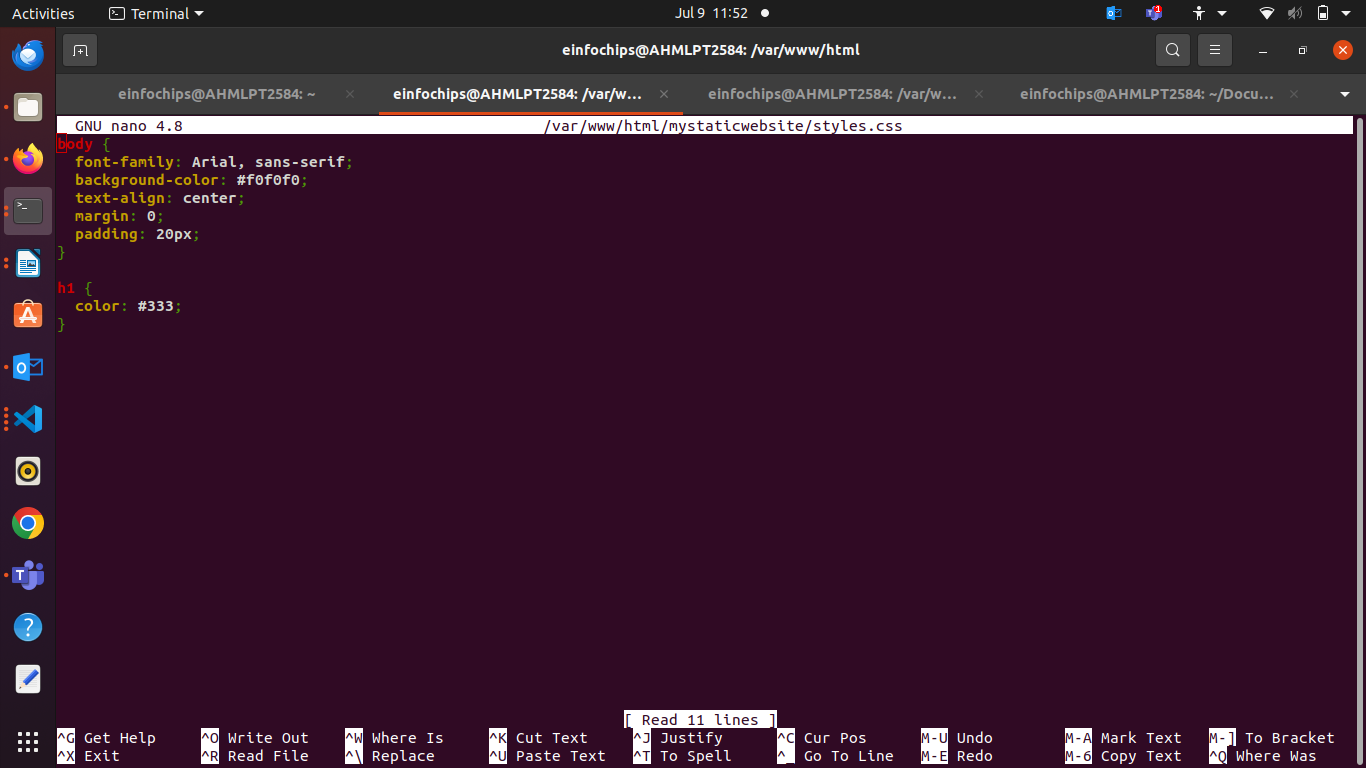 Activities Terminal Jul 9 11:52 1
einfochips@AHMLPT2584: /var/www/html
einfochips@AHMLPT2584: ~ einfochips@AHMLPT2584: /var/w... einfochips@AHMLPT2584: /var/w... einfochips@AHMLPT2584: ~/Docu...
GNU nano 4.8 /var/www/html/mystaticwebsite/styles.css
body {
  font-family: Arial, sans-serif;
  background-color: #f0f0f0;
  text-align: center;
  margin: 0;
  padding: 20px;
}
h1 {
  color: #333;
}
[ Read 11 lines ]
^G Get Help ^O Write Out ^W Where Is ^K Cut Text ^J Justify ^C Cur Pos M-U Undo M-A Mark Text M-] To Bracket
^X Exit ^R Read File ^\ Replace ^U Paste Text ^T To Spell ^_ Go To Line M-E Redo M-6 Copy Text ^Q Where Was